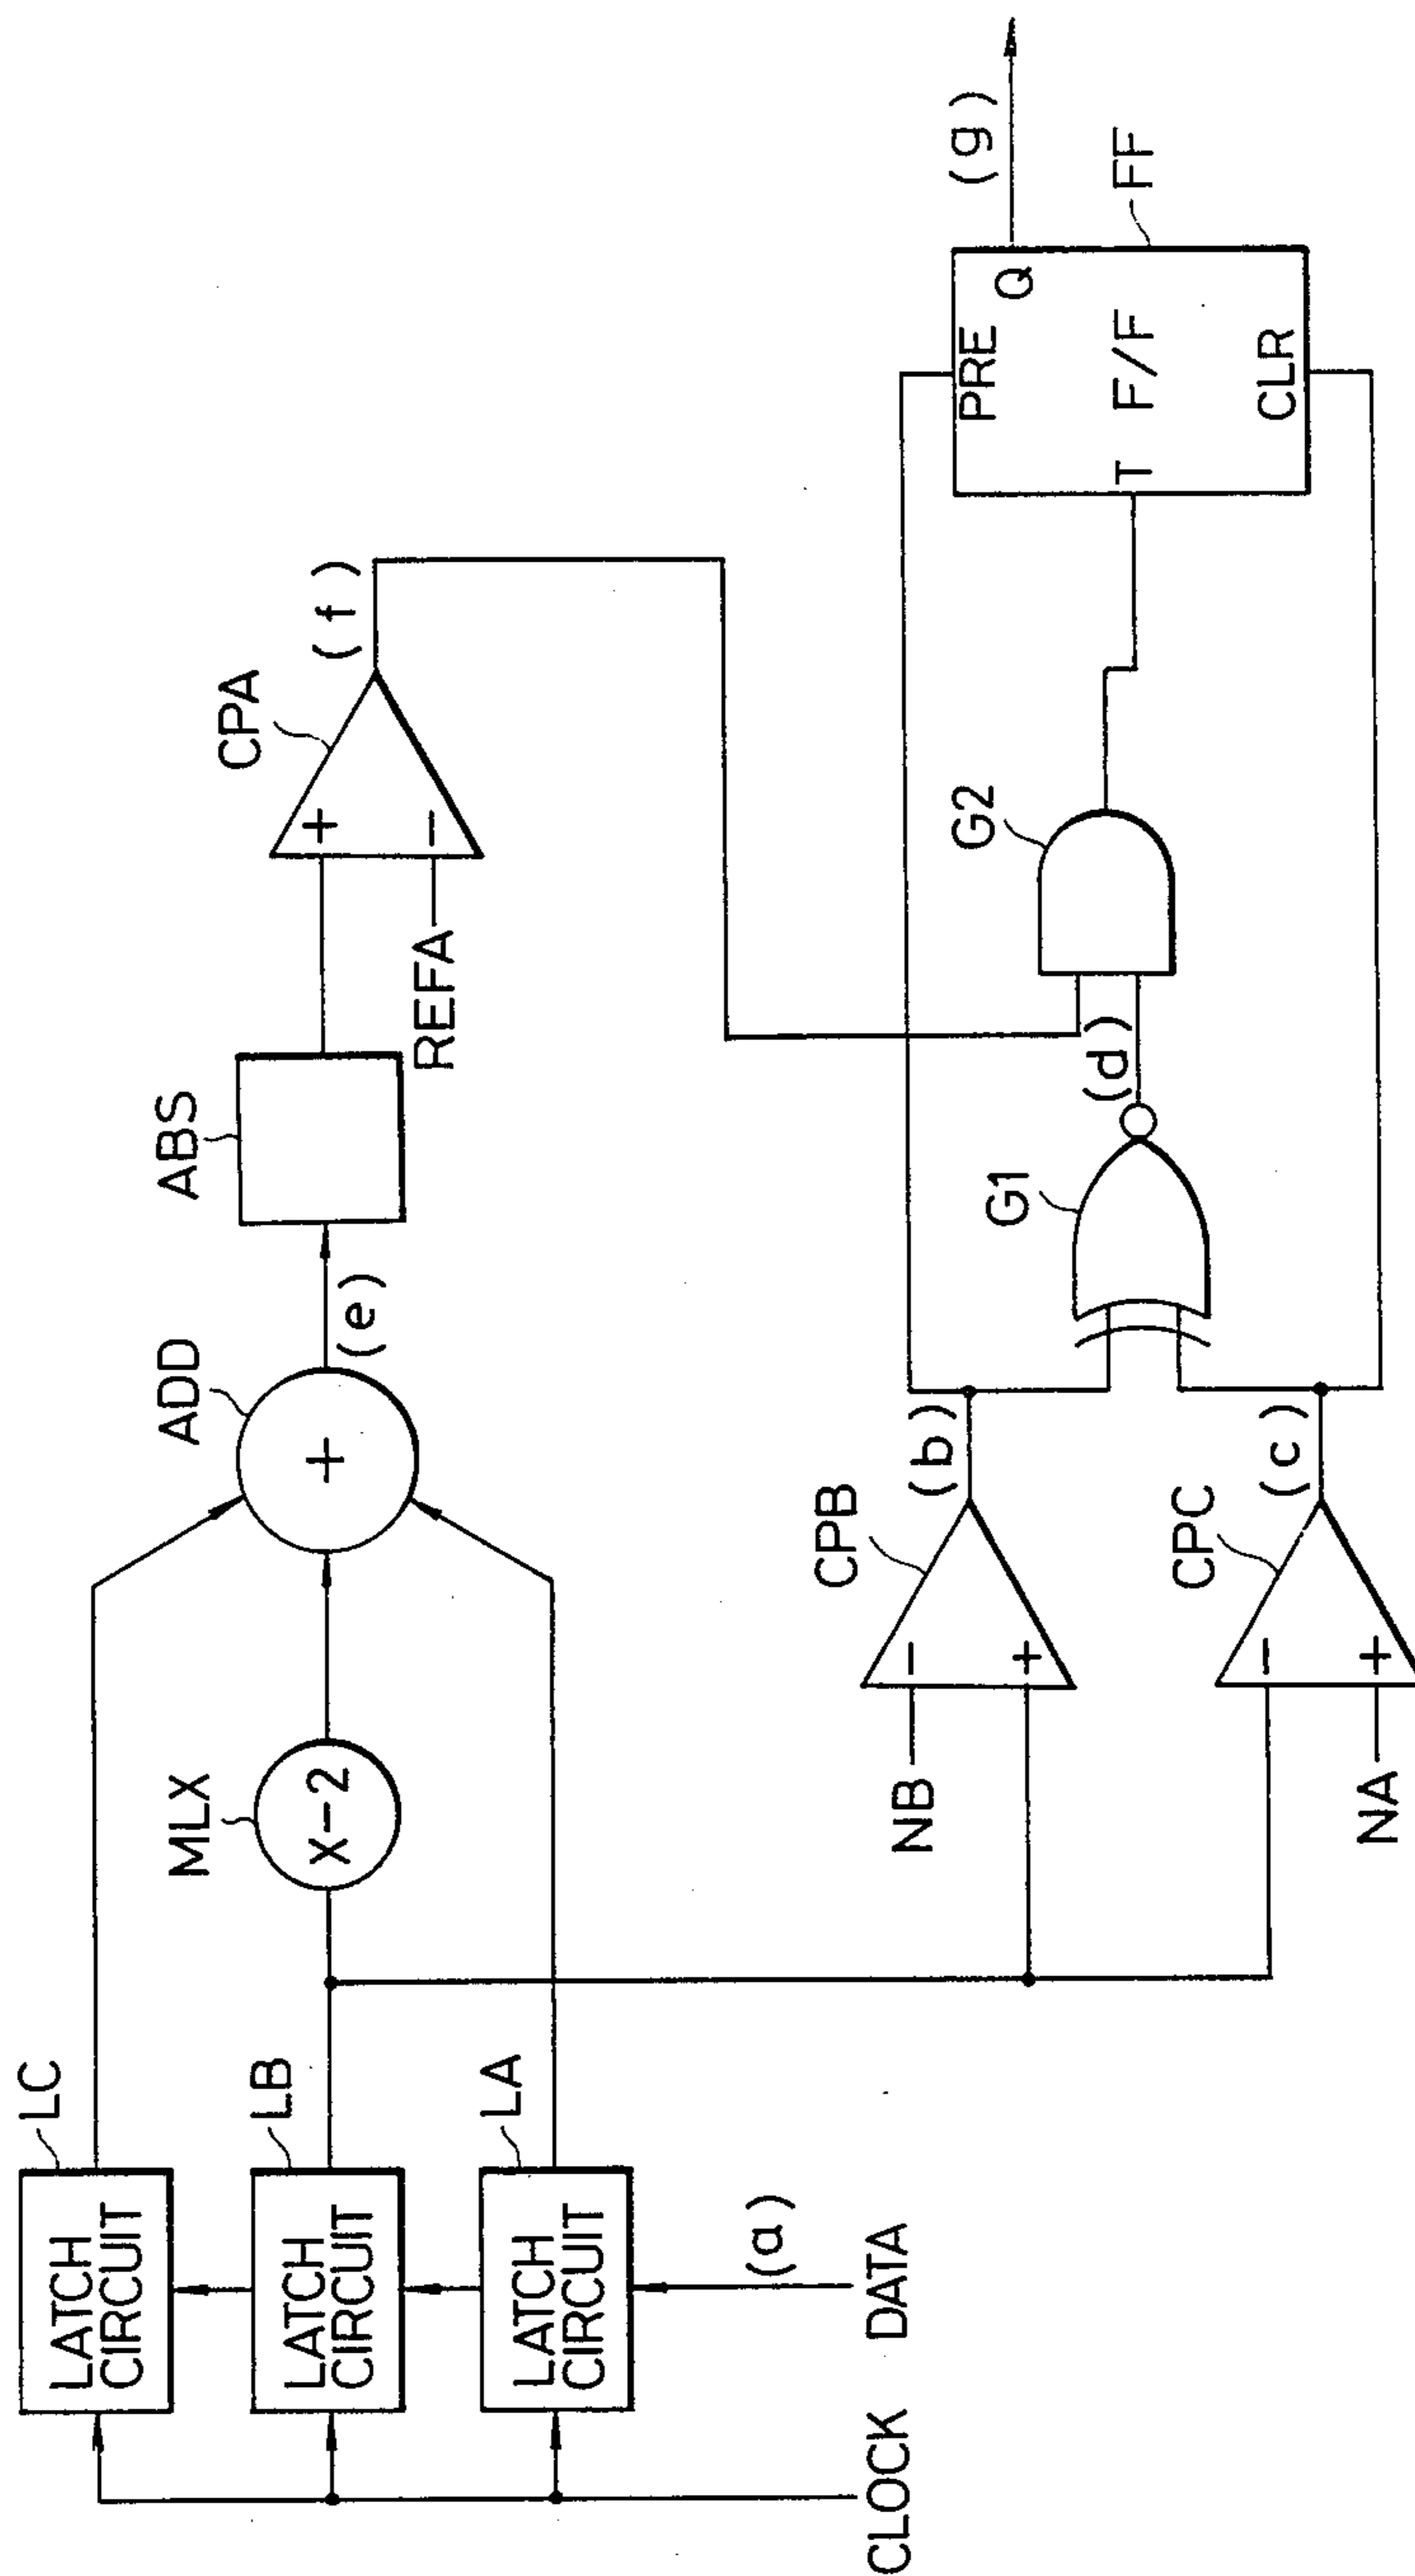 LATCH
CIRCUIT
LC
LATCH
CIRCUIT
LB
LATCH
CIRCUIT
LA
CLOCK
DATA
(a)
MLX
X-2
ADD
+
(e)
ABS
REFA
CPA
+
-
(f)
NB
CPB
-
+
(b)
NA
CPC
-
+
(c)
G1
(d)
G2
PRE
Q
T F/F
CLR
FF
(g)